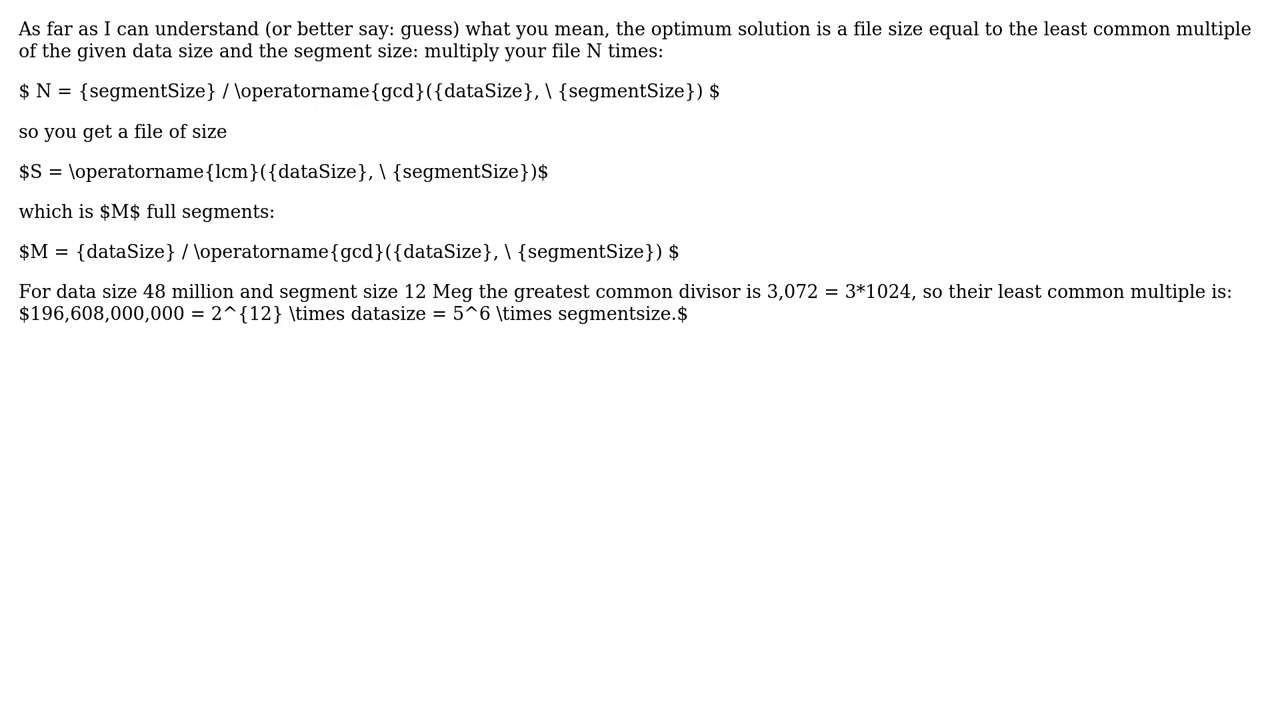 As far as I can understand (or better say: guess) what you mean, the optimum solution is a file size equal to the least common multiple
of the given data size and the segment size: multiply your file N times:
$ N = {segmentSize} / \operatorname{gcd}({dataSize}, \ {segmentSize}) $
so you get a file of size
$S = \operatorname{lcm}({dataSize}, \ {segmentSize})$
which is $M$ full segments:
$M = {dataSize} / \operatorname{gcd}({dataSize}, \ {segmentSize}) $
For data size 48 million and segment size 12 Meg the greatest common divisor is 3,072 = 3*1024, so their least common multiple is:
$196,608,000,000 = 2^{12} \times datasize = 5^6 \times segmentsize.$